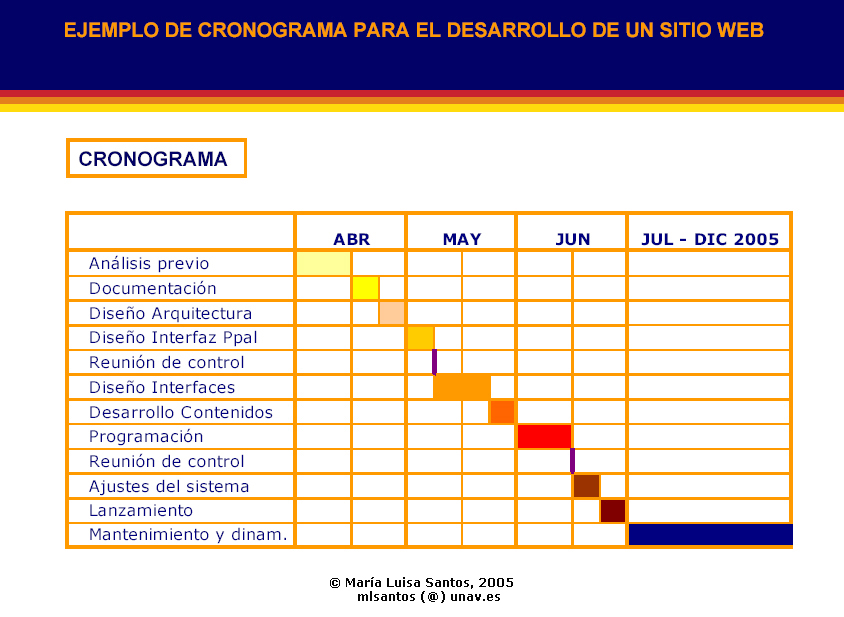 EJEMPLO DE CRONOGRAMA PARA EL DESARROLLO DE UN SITIO WEB
CRONOGRAMA
ABR MAY JUN JUL - DIC 2005
Análisis previo
Documentación
Diseño Arquitectura
Diseño Interfaz Ppal
Reunión de control
Diseño Interfaces
Desarrollo Contenidos
Programación
Reunión de control
Ajustes del sistema
Lanzamiento
Mantenimiento y dinam.
© María Luisa Santos, 2005
mlsantos (@) unav.es